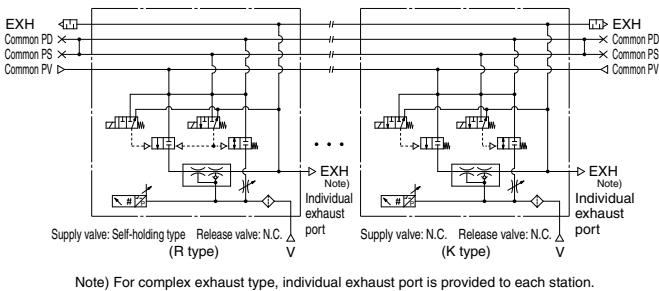 EXH
Common PD
Common PS
Common PV
EXH
Common PD
Common PS
Common PV
EXH
Note)
Individual
exhaust
port
EXH
Note)
Individual
exhaust
port
#
#
Supply valve: Self-holding type Release valve: N.C.
(R type)
V
Supply valve: N.C. Release valve: N.C.
(K type)
V
Note) For complex exhaust type, individual exhaust port is provided to each station.